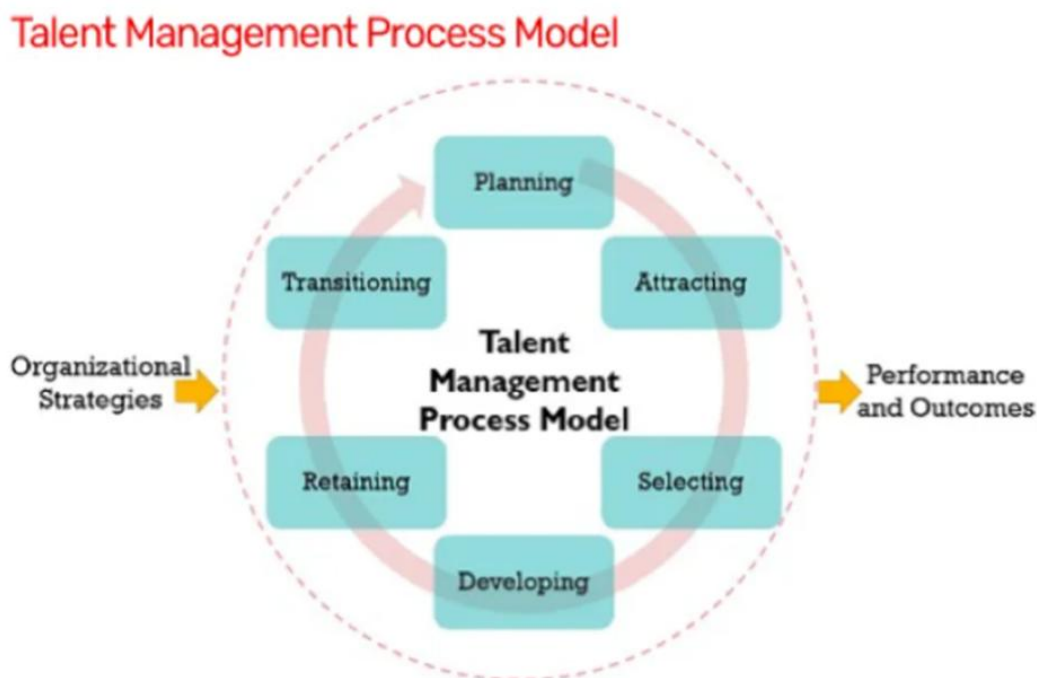 Talent Management Process Model
Planning
Transitioning
Attracting
Talent
Management
Process Model
Organizational
Strategies
Performance
and Outcomes
Retaining
Selecting
Developing